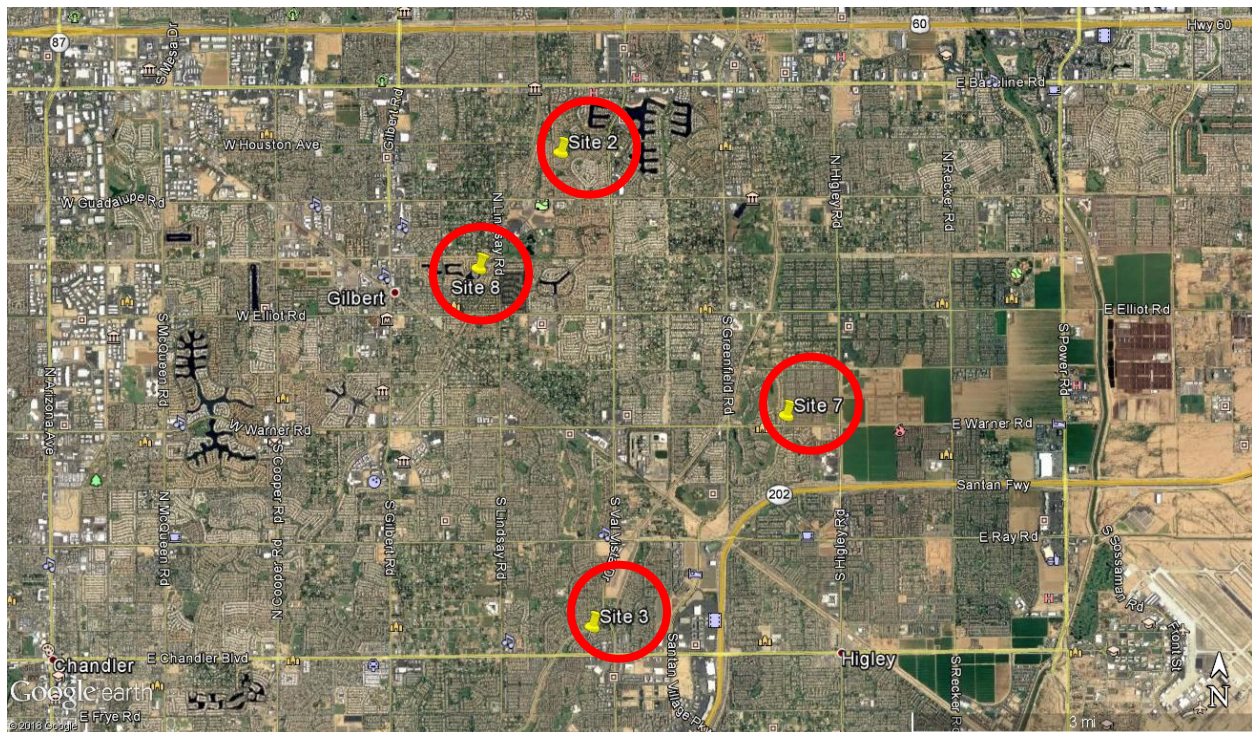 Hwy 60
60
87
S Mesa Dr
E Baseline Rd
Gilbert Rd
Site 2
W Houston Ave
N Higley Rd
N Recker Rd
W Guadalupe Rd
N Lindsay Rd
Site 8
Gilbert
W Elliot Rd
E Elliot Rd
S McQueen Rd
S Greenfield Rd
S Power Rd
N Arizona Ave
Site 7
W Warner Rd
E Warner Rd
S Cooper Rd
Santan Fwy
202
N McQueen Rd
S Gilbert Rd
S Lindsay Rd
S Val Vista Dr
S Higley Rd
E Ray Rd
S Sossaman Rd
N Cooper Rd
Site 3
Chandler
E Chandler Blvd
Santan Village Pkwy
Higley
S Recker Rd
Front St
Google earth
N
E Frye Rd
© 2018 Google
3 mi